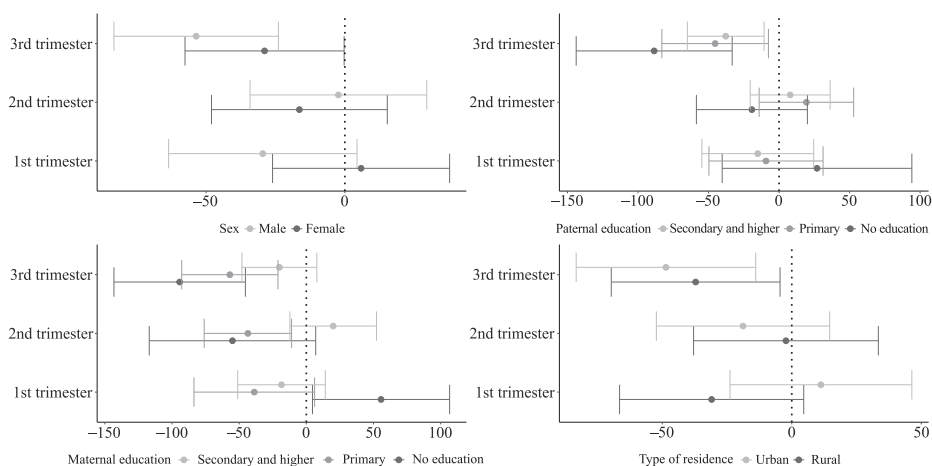 3rd trimester
2nd trimester
1st trimester
−50 0
Sex Male Female
3rd trimester
2nd trimester
1st trimester
−150 −100 −50 0 50 100
Paternal education Secondary and higher Primary No education
3rd trimester
2nd trimester
1st trimester
−150 −100 −50 0 50 100
Maternal education Secondary and higher Primary No education
3rd trimester
2nd trimester
1st trimester
−50 0 50
Type of residence Urban Rural